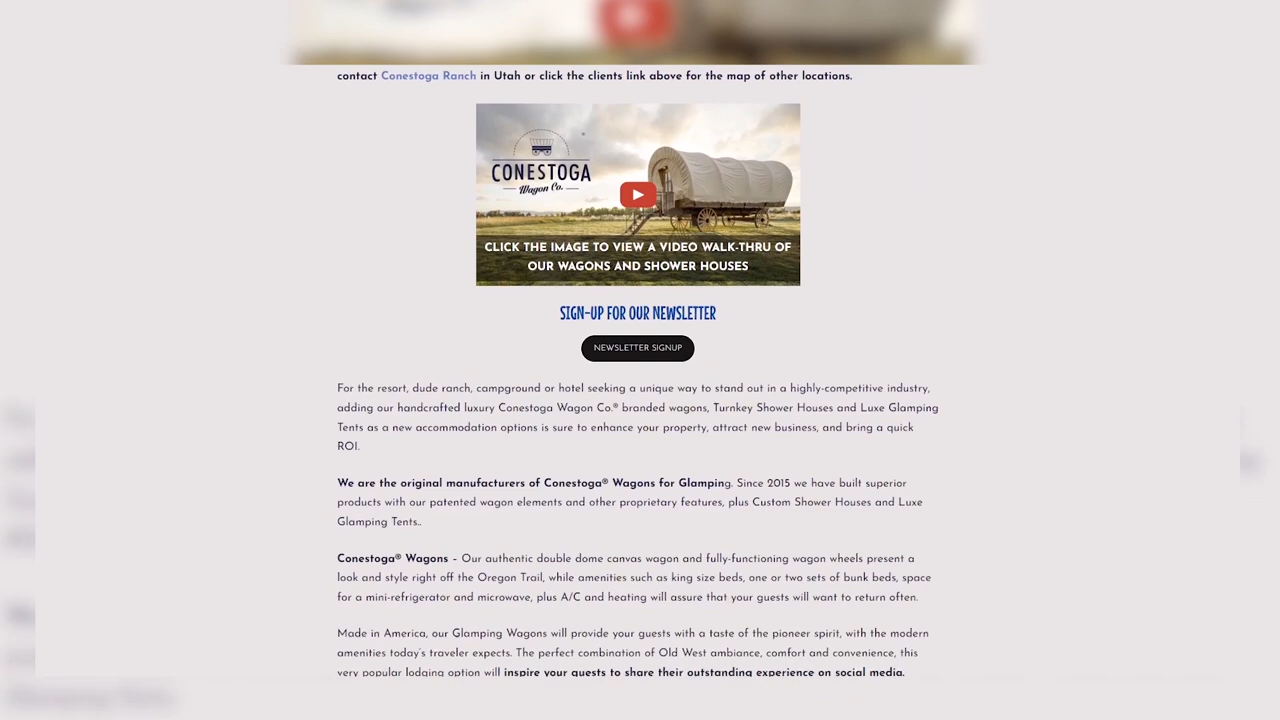 contact Conestoga Ranch in Utah or click the clients link above for the map of other locations.
CONESTOGA
Wagon Co.
CLICK THE IMAGE TO VIEW A VIDEO WALK-THRU OF
OUR WAGONS AND SHOWER HOUSES
SIGN-UP FOR OUR NEWSLETTER
NEWSLETTER SIGNUP
For the resort, dude ranch, campground or hotel seeking a unique way to stand out in a highly-competitive industry,
adding our handcrafted luxury Conestoga Wagon Co.® branded wagons, Turnkey Shower Houses and Luxe Glamping
Tents as a new accommodation options is sure to enhance your property, attract new business, and bring a quick
ROI.
We are the original manufacturers of Conestoga® Wagons for Glamping. Since 2015 we have built superior
products with our patented wagon elements and other proprietary features, plus Custom Shower Houses and Luxe
Glamping Tents..
Conestoga® Wagons – Our authentic double dome canvas wagon and fully-functioning wagon wheels present a
look and style right off the Oregon Trail, while amenities such as king size beds, one or two sets of bunk beds, space
for a mini-refrigerator and microwave, plus A/C and heating will assure that your guests will want to return often.
Made in America, our Glamping Wagons will provide your guests with a taste of the pioneer spirit, with the modern
amenities today's traveler expects. The perfect combination of Old West ambiance, comfort and convenience, this
very popular lodging option will inspire your guests to share their outstanding experience on social media.